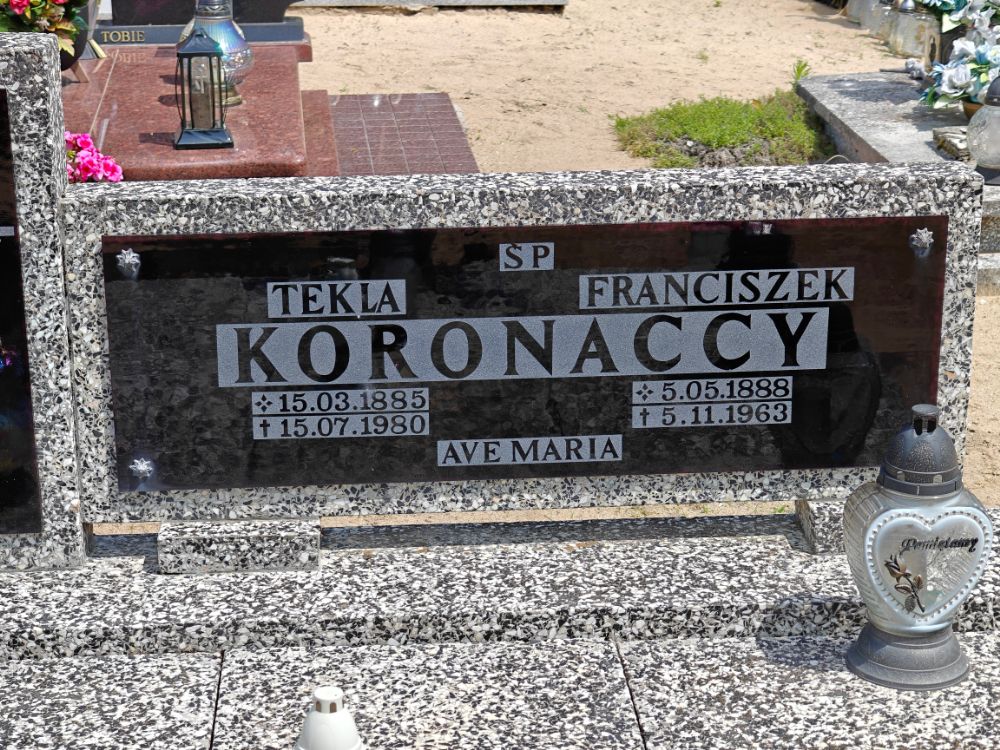 TOBIE
ŚP
TEKLA FRANCISZEK
KORONACCY
✣ 15.03.1885 ✣ 5.05.1888
† 15.07.1980 † 5.11.1963
AVE MARIA
Pamiętamy